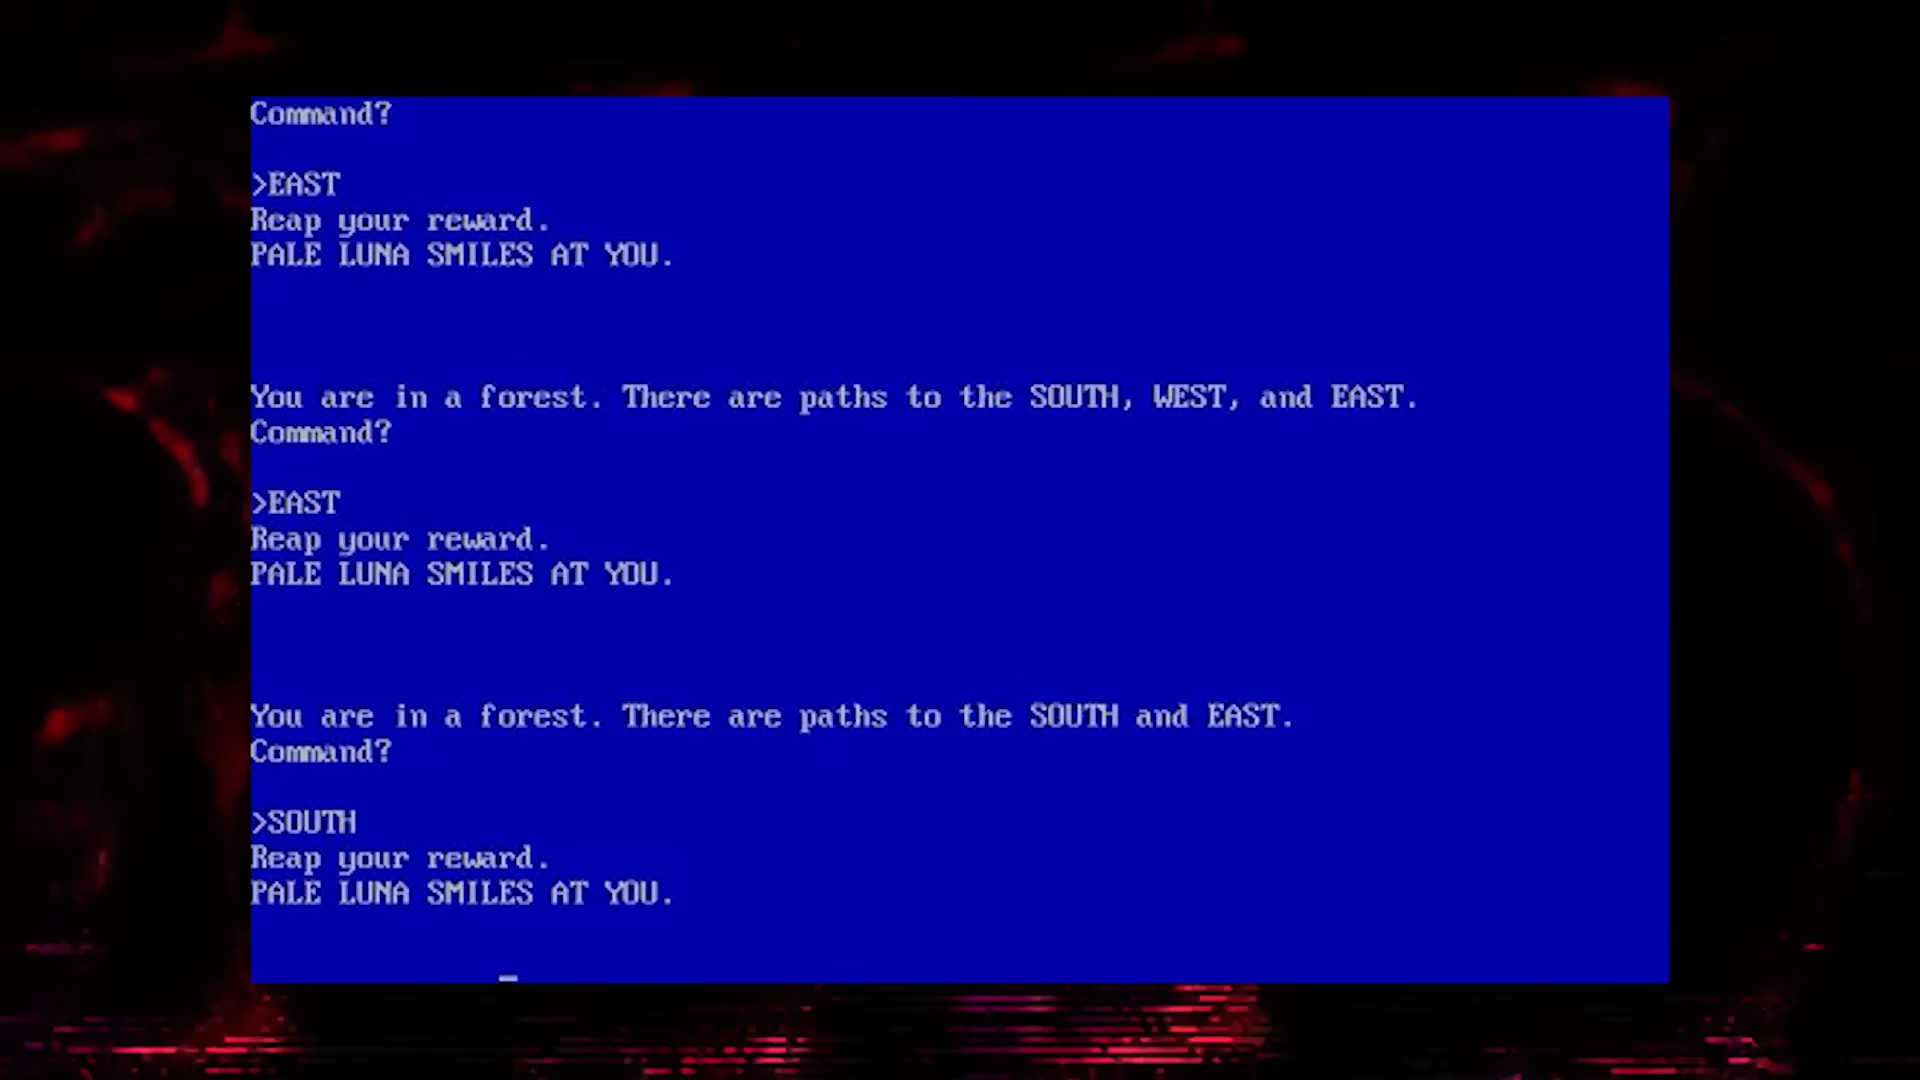 Command?
>EAST
Reap your reward.
PALE LUNA SMILES AT YOU.
You are in a forest. There are paths to the SOUTH, WEST, and EAST.
Command?
>EAST
Reap your reward.
PALE LUNA SMILES AT YOU.
You are in a forest. There are paths to the SOUTH and EAST.
Command?
>SOUTH
Reap your reward.
PALE LUNA SMILES AT YOU.